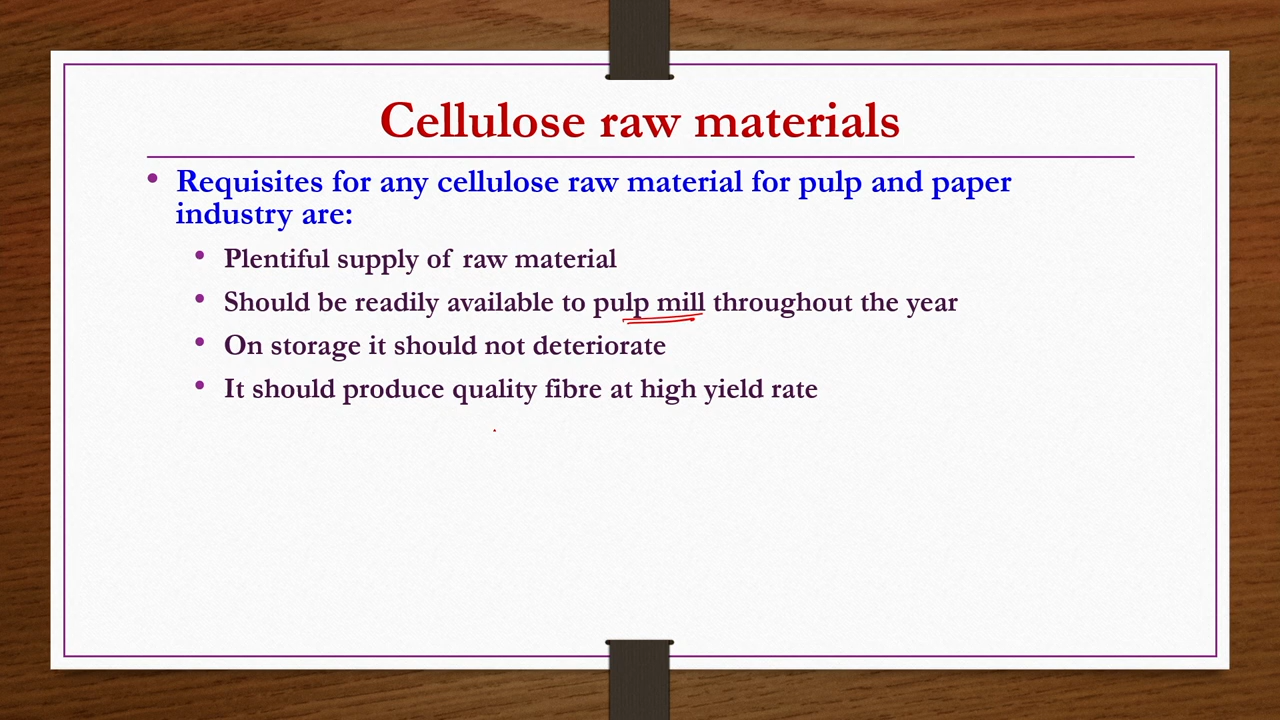 Cellulose raw materials
• Requisites for any cellulose raw material for pulp and paper
industry are:
• Plentiful supply of raw material
• Should be readily available to pulp mill throughout the year
• On storage it should not deteriorate
• It should produce quality fibre at high yield rate